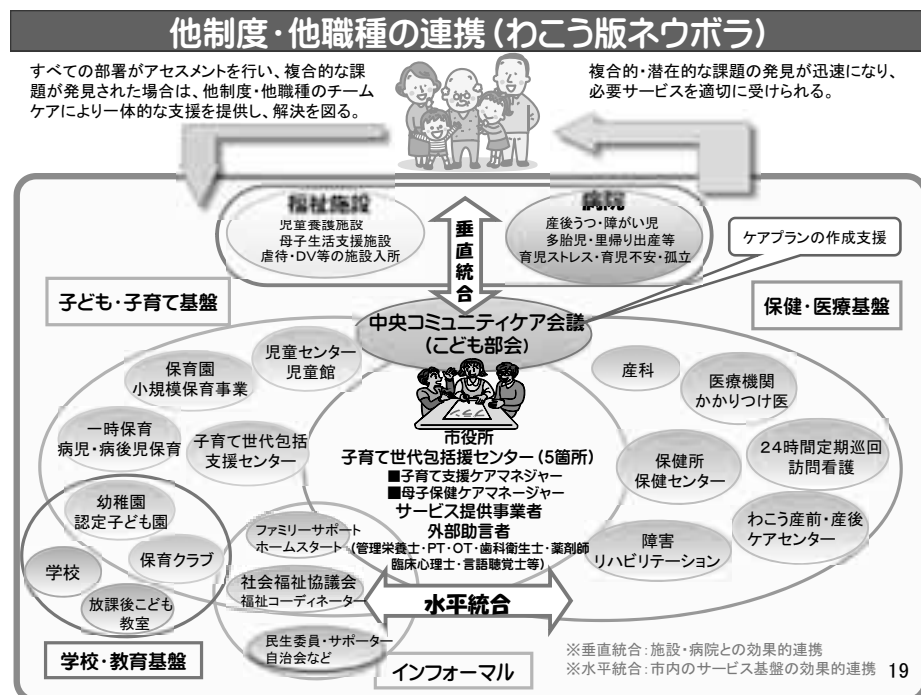 他制度・他職種の連携(わこう版ネウボラ)
すべての部署がアセスメントを行い、複合的な課
題が発見された場合は、他制度・他職種のチーム
ケアにより一体的な支援を提供し、解決を図る。
複合的・潜在的な課題の発見が迅速になり、
必要サービスを適切に受けられる。
福祉施設
児童養護施設
母子生活支援施設
虐待・DV等の施設入所
垂直統合
病院
産後うつ・障がい児
多胎児・里帰り出産等
育児ストレス・育児不安・孤立
ケアプランの作成支援
子ども・子育て基盤
保健・医療基盤
中央コミュニティケア会議
(こども部会)
保育園
小規模保育事業
児童センター
児童館
一時保育
病児・病後児保育
子育て世代包括
支援センター
幼稚園
認定子ども園
学校
保育クラブ
放課後こども
教室
学校・教育基盤
プラン
市役所
子育て世代包括援センター(5箇所)
■子育て支援ケアマネジャー
■母子保健ケアマネージャー
サービス提供事業者
外部助言者
(管理栄養士・PT・OT・歯科衛生士・薬剤師
臨床心理士・言語聴覚士等)
ファミリーサポート
ホームスタート
社会福祉協議会
福祉コーディネーター
民生委員・サポーター
自治会など
インフォーマル
水平統合
産科
医療機関
かかりつけ医
保健所
保健センター
24時間定期巡回
訪問看護
障害
リハビリテーション
わこう産前・産後
ケアセンター
※垂直統合:施設・病院との効果的連携
※水平統合:市内のサービス基盤の効果的連携
19